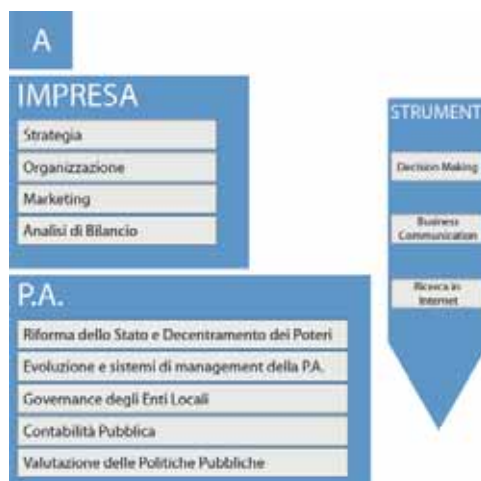 A
IMPRESA
Strategia
Organizzazione
Marketing
Analisi di Bilancio
P.A.
Riforma dello Stato e Decentramento dei Poteri
Evoluzione e sistemi di management della P.A.
Governance degli Enti Locali
Contabilità Pubblica
Valutazione delle Politiche Pubbliche
STRUMENT
Decision Making
Business
Communication
Ricerca in
Internet